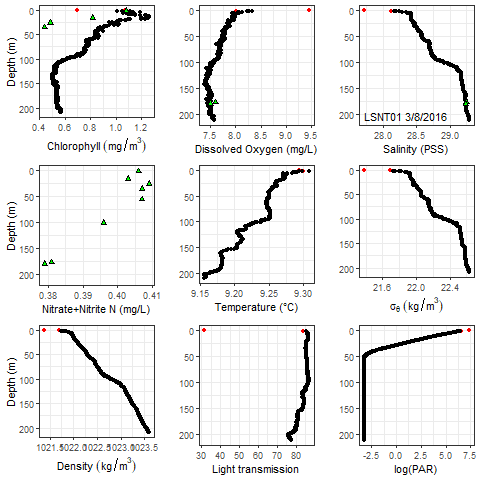 0
50
100
150
200
Depth (m)
0.4 0.6 0.8 1.0 1.2
Chlorophyll (mg/m³)
0
50
100
150
200
7.5 8.0 8.5 9.0 9.5
Dissolved Oxygen (mg/L)
0
50
100
150
200
LSNT01 3/8/2016
28.0 28.5 29.0
Salinity (PSS)
0
50
100
150
200
Depth (m)
0.38 0.39 0.40 0.41
Nitrate+Nitrite N (mg/L)
0
50
100
150
200
9.15 9.20 9.25 9.30
Temperature (°C)
0
50
100
150
200
21.6 22.0 22.4
σθ (kg/m³)
0
50
100
150
200
Depth (m)
1021.5 1022.0 1022.5 1023.0 1023.5
Density (kg/m³)
0
50
100
150
200
30 40 50 60 70 80
Light transmission
0
50
100
150
200
-2.5 0.0 2.5 5.0 7.5
log(PAR)